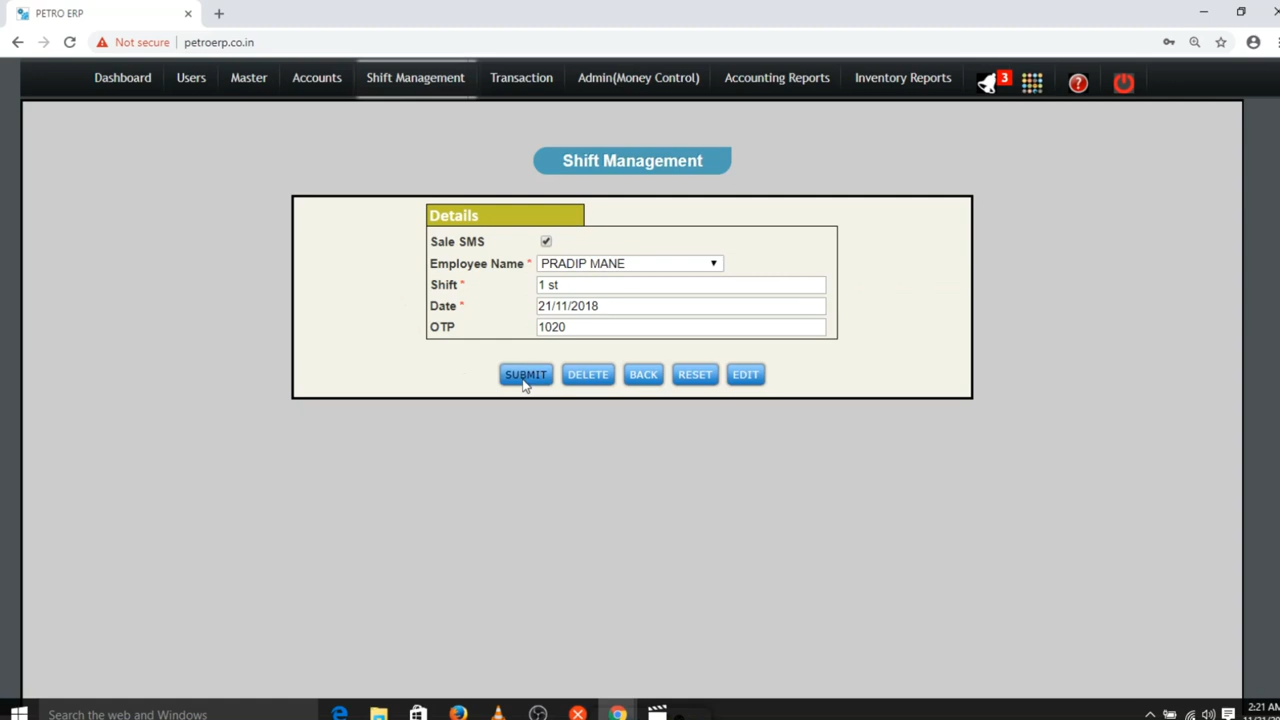 PETRO ERP
Not secure petroerp.co.in
Dashboard Users Master Accounts Shift Management Transaction Admin(Money Control) Accounting Reports Inventory Reports 3 ?
Shift Management
Details
Sale SMS
Employee Name * PRADIP MANE
Shift * 1 st
Date * 21/11/2018
OTP 1020
SUBMIT DELETE BACK RESET EDIT
Search the web and Windows
2:21 AM